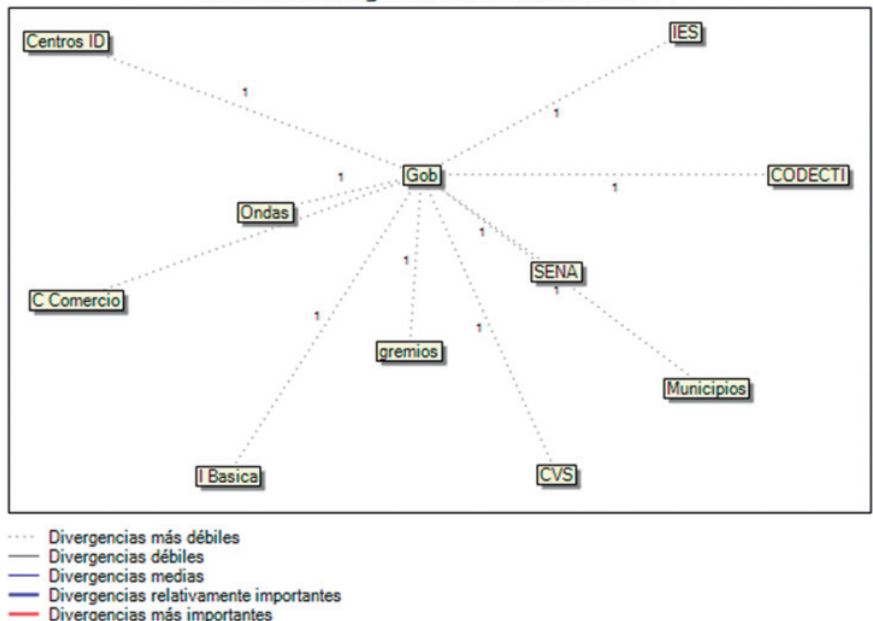 Centros ID
IES
1
1
Gob
CODECTI
1
1
Ondas
1
SENA
1
C Comercio
1
1
1
gremios
Municipios
I Basica
CVS
Divergencias más débiles
Divergencias débiles
Divergencias medias
Divergencias relativamente importantes
Divergencias más importantes